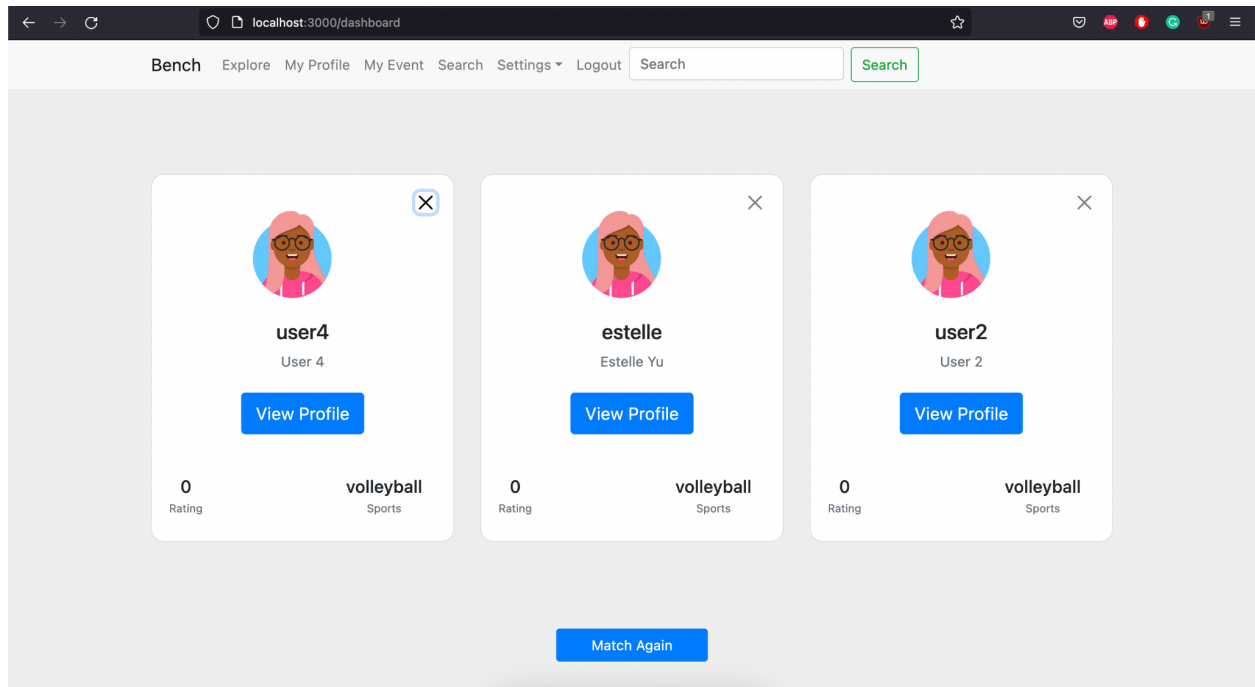 localhost:3000/dashboard
ABP
1
Bench Explore My Profile My Event Search Settings Logout Search Search
user4 estelle user2
User 4 Estelle Yu User 2
View Profile View Profile View Profile
0 volleyball 0 volleyball 0 volleyball
Rating Sports Rating Sports Rating Sports
Match Again